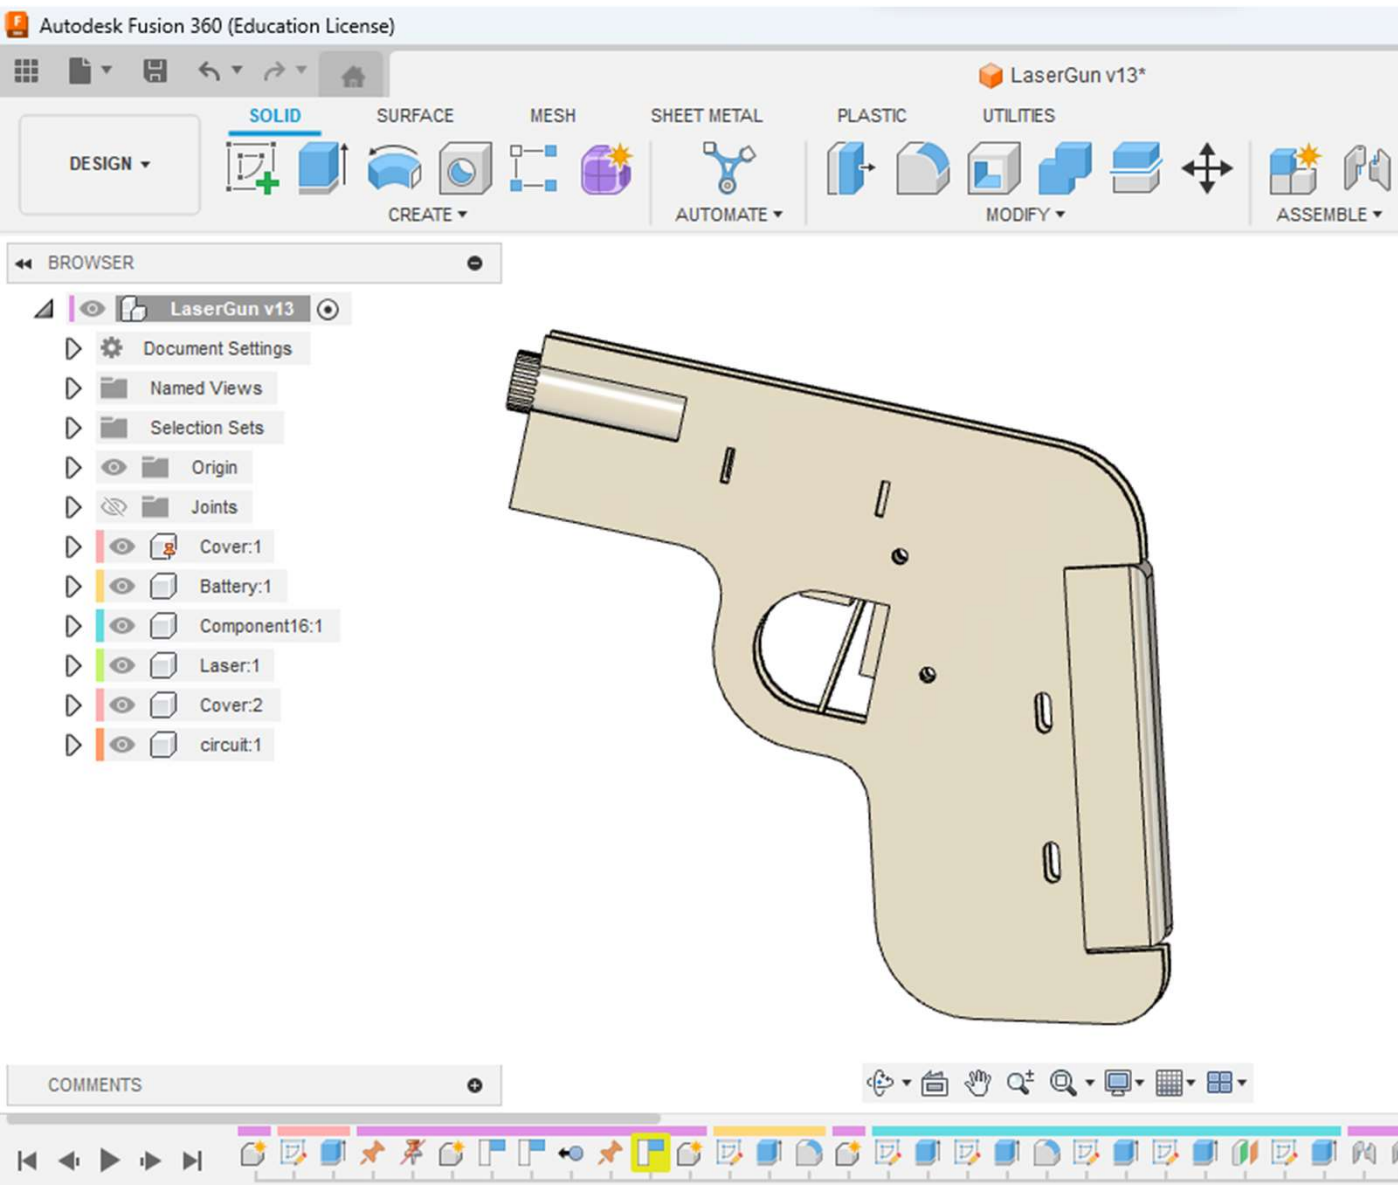 Autodesk Fusion 360 (Education License)
LaserGun v13*
SOLID SURFACE MESH SHEET METAL PLASTIC UTILITIES
DESIGN
CREATE AUTOMATE MODIFY ASSEMBLE
BROWSER
LaserGun v13
Document Settings
Named Views
Selection Sets
Origin
Joints
Cover:1
Battery:1
Component16:1
Laser:1
Cover:2
circuit:1
COMMENTS